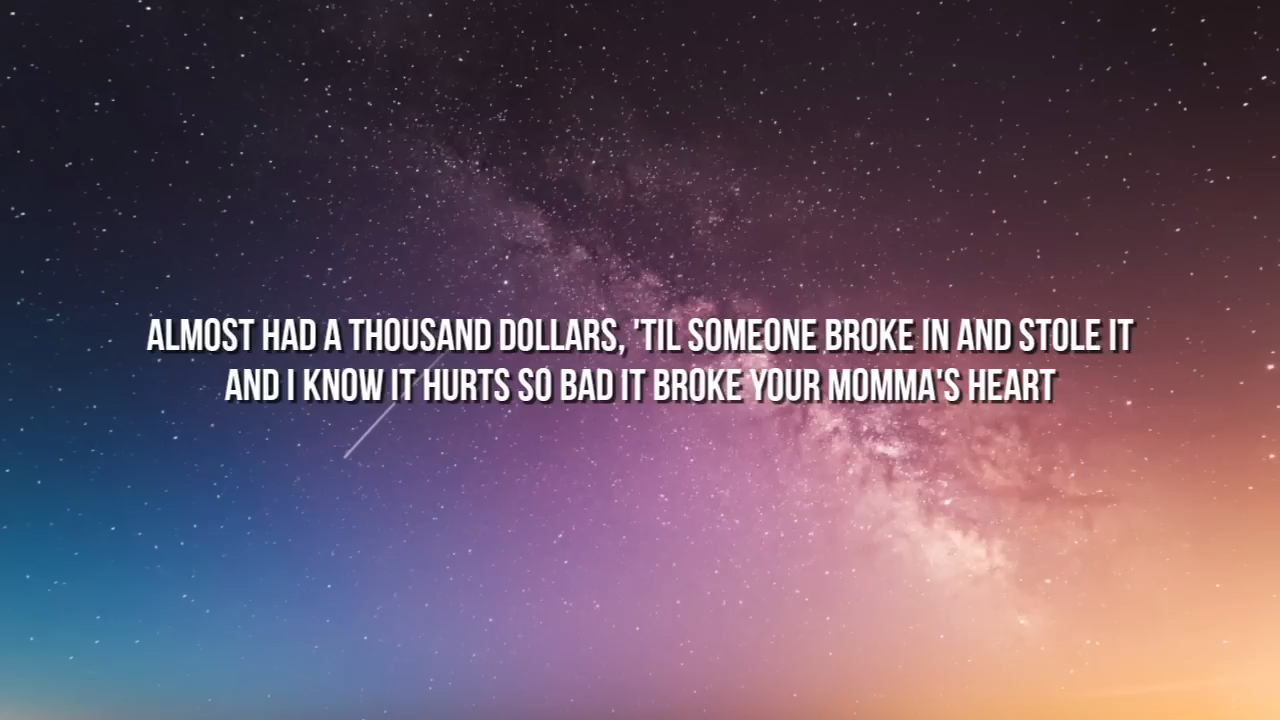 ALMOST HAD A THOUSAND DOLLARS, 'TIL SOMEONE BROKE IN AND STOLE IT
AND I KNOW IT HURTS SO BAD IT BROKE YOUR MOMMA'S HEART